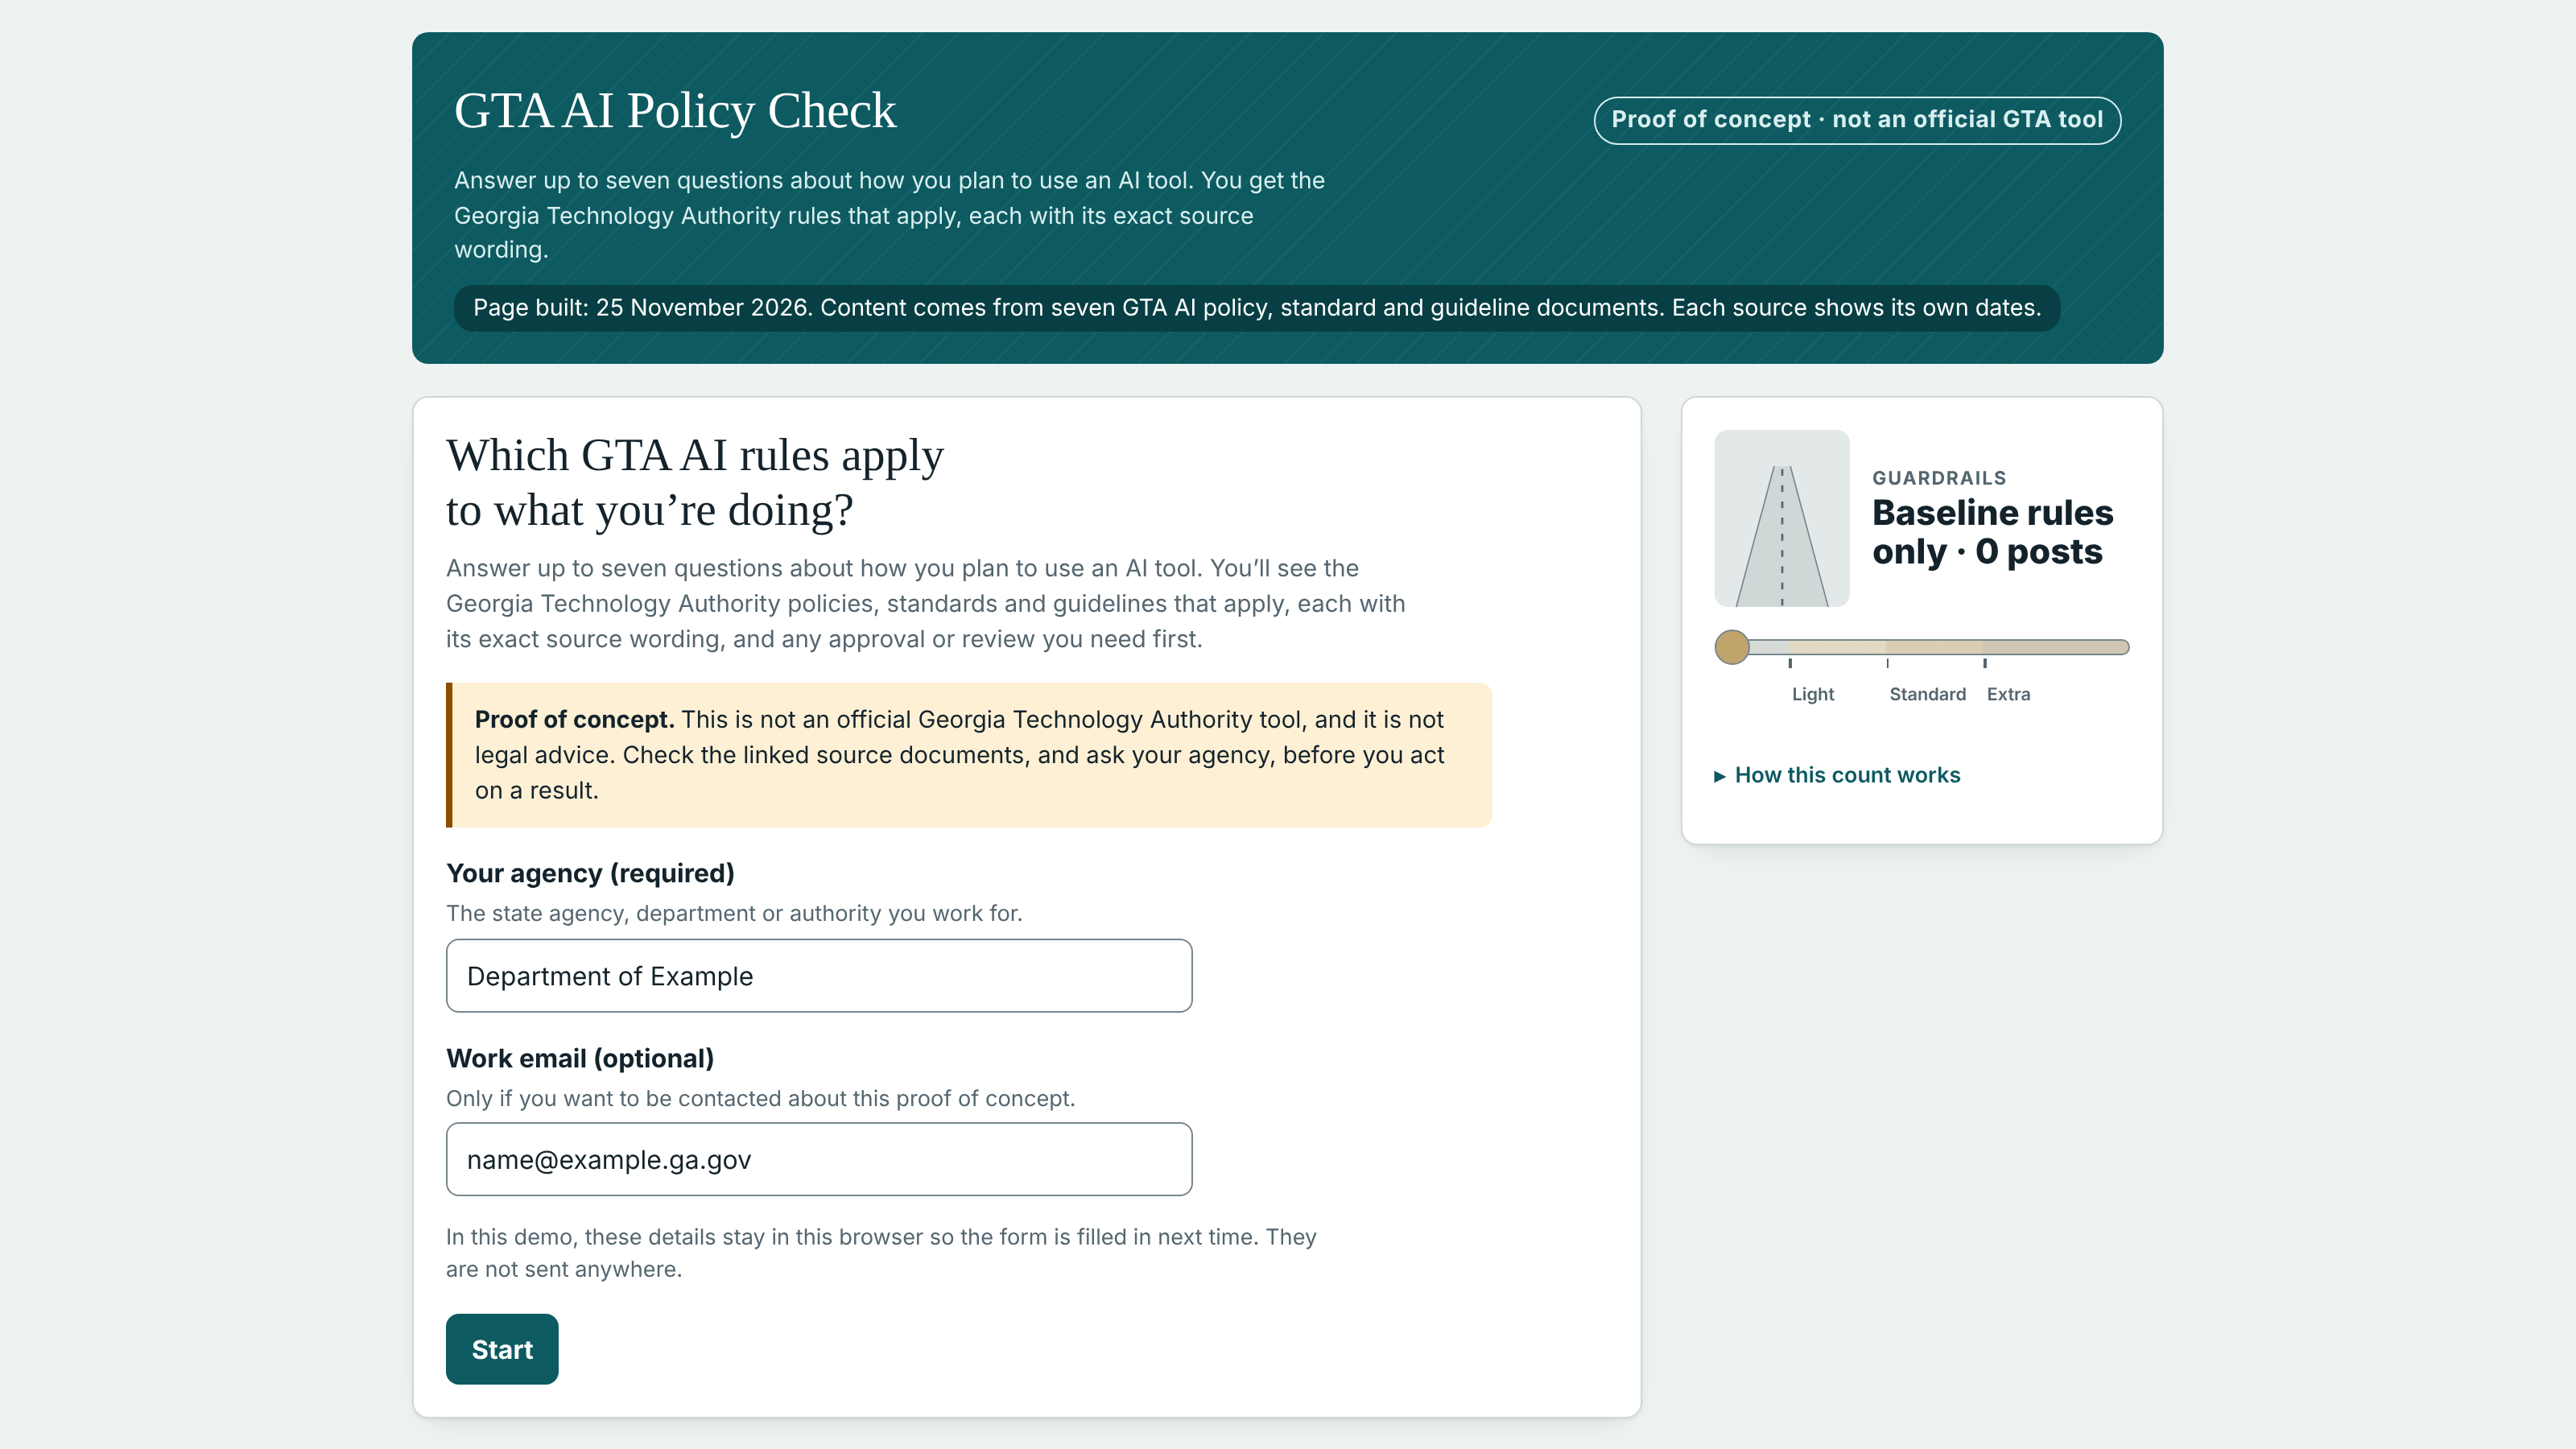 GTA AI Policy Check
Proof of concept · not an official GTA tool
Answer up to seven questions about how you plan to use an AI tool. You get the
Georgia Technology Authority rules that apply, each with its exact source
wording.
Page built: 25 November 2026. Content comes from seven GTA AI policy, standard and guideline documents. Each source shows its own dates.
Which GTA AI rules apply
to what you’re doing?
Answer up to seven questions about how you plan to use an AI tool. You’ll see the
Georgia Technology Authority policies, standards and guidelines that apply, each with
its exact source wording, and any approval or review you need first.
Proof of concept. This is not an official Georgia Technology Authority tool, and it is not
legal advice. Check the linked source documents, and ask your agency, before you act
on a result.
Your agency (required)
The state agency, department or authority you work for.
Department of Example
Work email (optional)
Only if you want to be contacted about this proof of concept.
name@example.ga.gov
In this demo, these details stay in this browser so the form is filled in next time. They
are not sent anywhere.
Start
GUARDRAILS
Baseline rules
only · 0 posts
Light Standard Extra
▸ How this count works